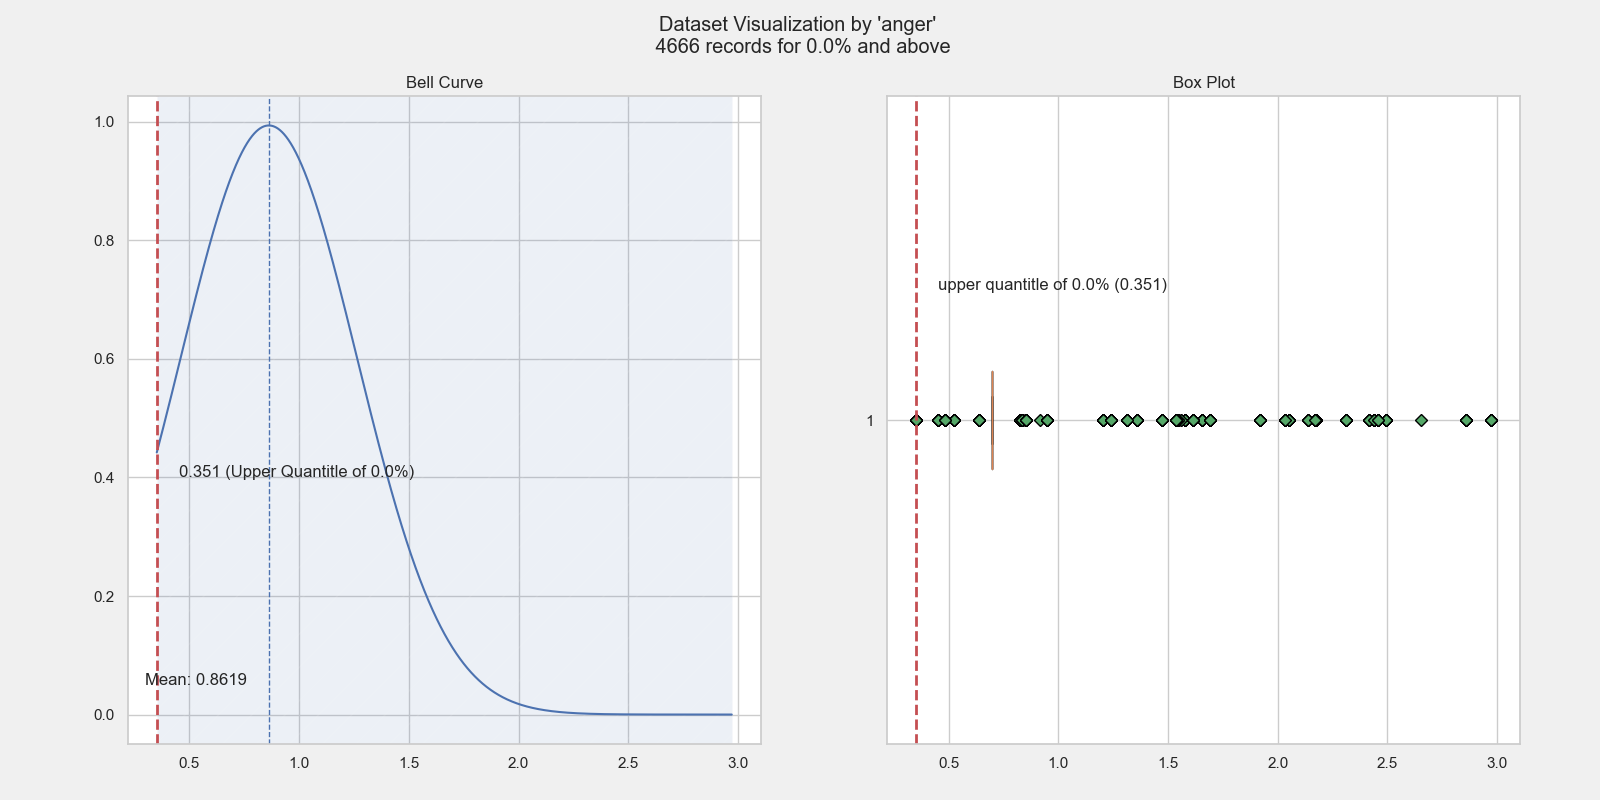 Dataset Visualization by 'anger'
4666 records for 0.0% and above
Bell Curve
1.0
0.8
0.6
0.4
0.2
0.0
0.351 (Upper Quantitle of 0.0%)
Mean: 0.8619
0.5
1.0
1.5
2.0
2.5
3.0
Box Plot
upper quantitle of 0.0% (0.351)
1
0.5
1.0
1.5
2.0
2.5
3.0